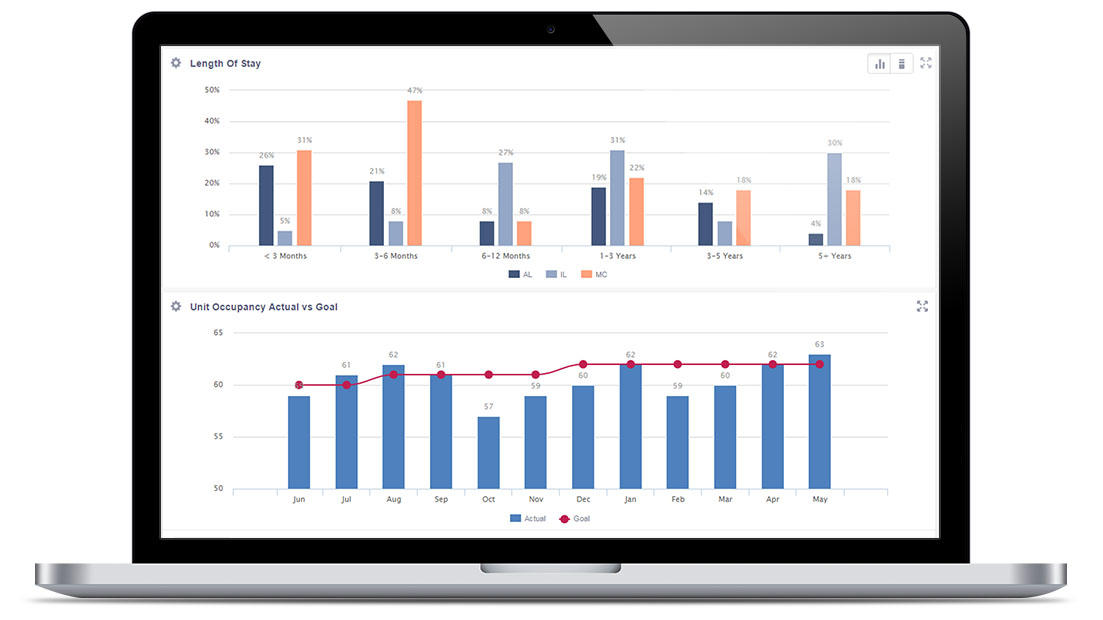 Length Of Stay
50%
40%
30%
20%
10%
0%
26% 5% 31%
21% 8% 47%
8% 27% 8%
19% 31% 22%
14% 18%
4% 30% 18%
< 3 Months 3-6 Months 6-12 Months 1-3 Years 3-5 Years 5+ Years
AL IL MC
Unit Occupancy Actual vs Goal
65
60
55
50
61 62 61 57 59 60 62 59 60 62 63
Jun Jul Aug Sep Oct Nov Dec Jan Feb Mar Apr May
Actual Goal